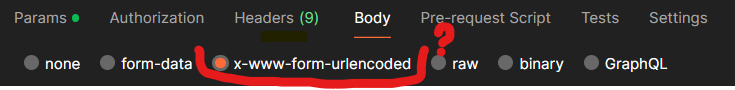 Params Authorization Headers (9) Body Pre-request Script Tests Settings
none form-data x-www-form-urlencoded ? raw binary GraphQL